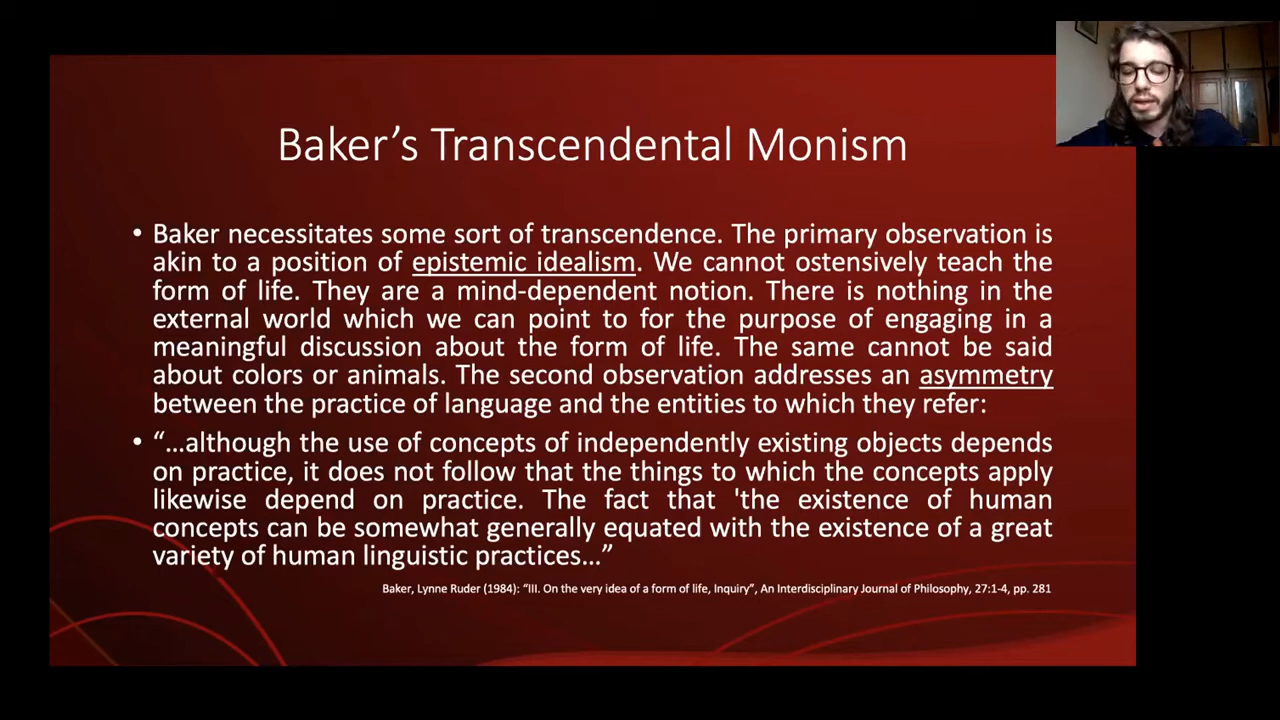 Baker’s Transcendental Monism
• Baker necessitates some sort of transcendence. The primary observation is
akin to a position of epistemic idealism. We cannot ostensively teach the
form of life. They are a mind-dependent notion. There is nothing in the
external world which we can point to for the purpose of engaging in a
meaningful discussion about the form of life. The same cannot be said
about colors or animals. The second observation addresses an asymmetry
between the practice of language and the entities to which they refer:
• “…although the use of concepts of independently existing objects depends
on practice, it does not follow that the things to which the concepts apply
likewise depend on practice. The fact that 'the existence of human
concepts can be somewhat generally equated with the existence of a great
variety of human linguistic practices…”
Baker, Lynne Ruder (1984): “III. On the very idea of a form of life, Inquiry”, An Interdisciplinary Journal of Philosophy, 27:1-4, pp. 281